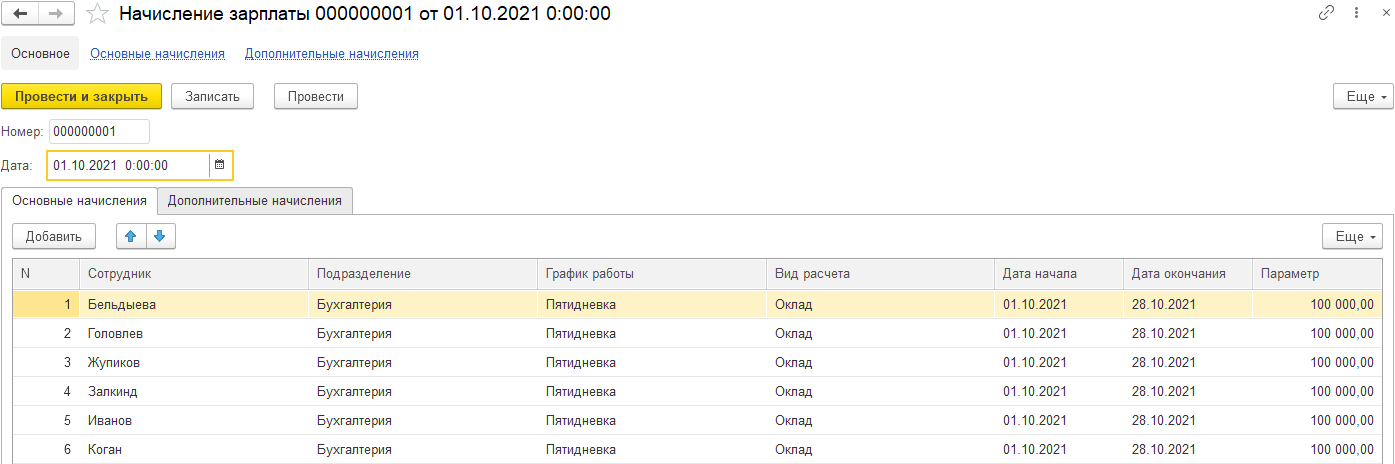 Начисление зарплаты 000000001 от 01.10.2021 0:00:00
Основное Основные начисления Дополнительные начисления
Провести и закрыть Записать Провести Еще
Номер: 000000001
Дата: 01.10.2021 0:00:00
Основные начисления Дополнительные начисления
Добавить Еще
N Сотрудник Подразделение График работы Вид расчета Дата начала Дата окончания Параметр
1 Бельдыева Бухгалтерия Пятидневка Оклад 01.10.2021 28.10.2021 100 000,00
2 Головлев Бухгалтерия Пятидневка Оклад 01.10.2021 28.10.2021 100 000,00
3 Жупиков Бухгалтерия Пятидневка Оклад 01.10.2021 28.10.2021 100 000,00
4 Залкинд Бухгалтерия Пятидневка Оклад 01.10.2021 28.10.2021 100 000,00
5 Иванов Бухгалтерия Пятидневка Оклад 01.10.2021 28.10.2021 100 000,00
6 Коган Бухгалтерия Пятидневка Оклад 01.10.2021 28.10.2021 100 000,00